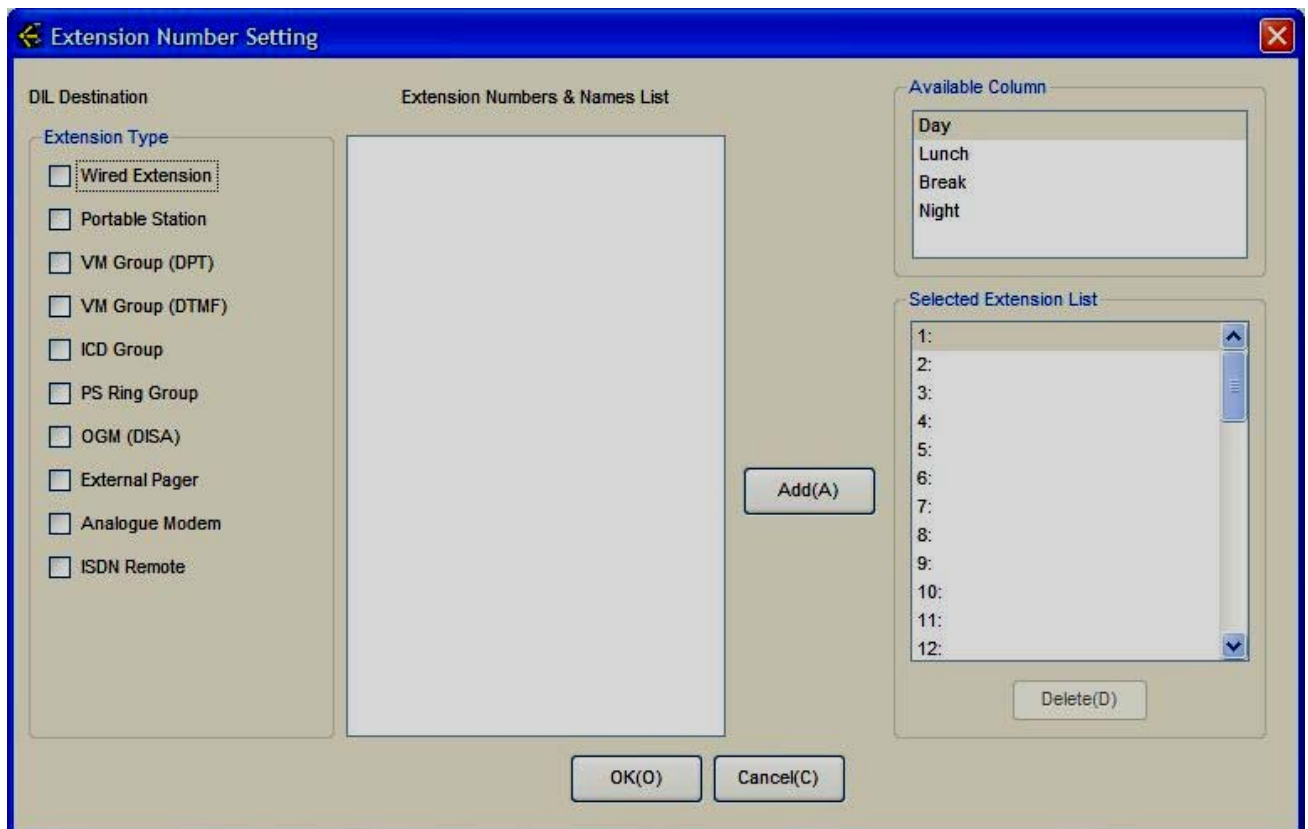 Extension Number Setting
DIL Destination
Extension Type
Wired Extension
Portable Station
VM Group (DPT)
VM Group (DTMF)
ICD Group
PS Ring Group
OGM (DISA)
External Pager
Analogue Modem
ISDN Remote
Extension Numbers & Names List
Add(A)
Available Column
Day
Lunch
Break
Night
Selected Extension List
1:
2:
3:
4:
5:
6:
7:
8:
9:
10:
11:
12:
Delete(D)
OK(O)
Cancel(C)